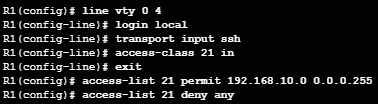 R1(config)# line vty 0 4
R1(config-line)# login local
R1(config-line)# transport input ssh
R1(config-line)# access-class 21 in
R1(config-line)# exit
R1(config)# access-list 21 permit 192.168.10.0 0.0.0.255
R1(config)# access-list 21 deny any